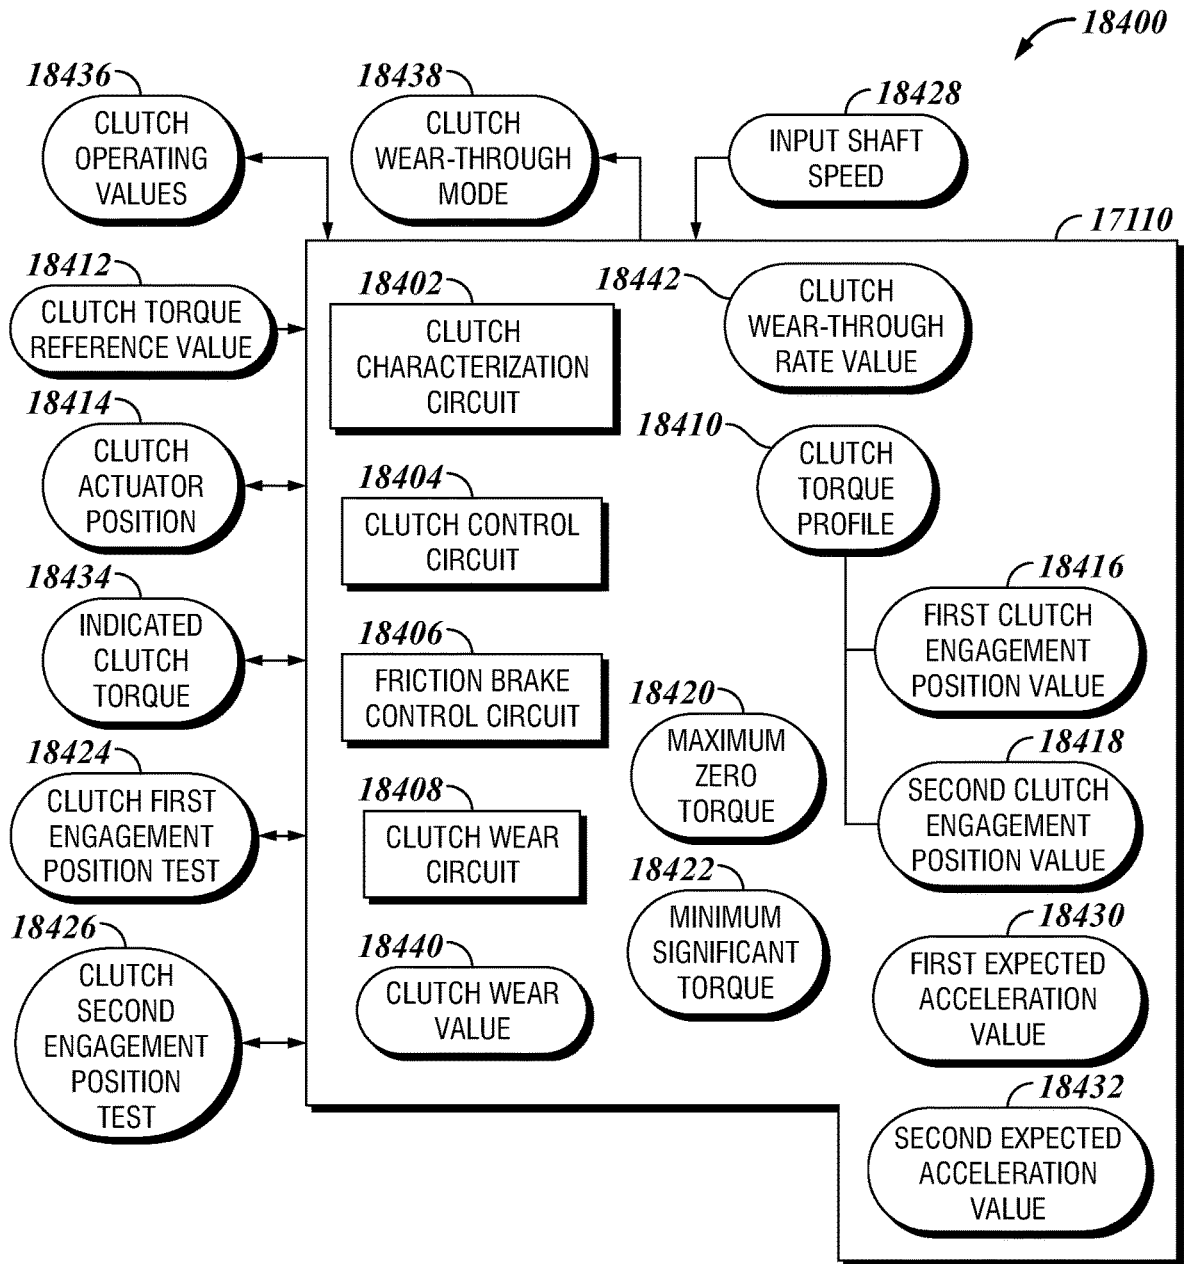 18400
18436
CLUTCH
OPERATING
VALUES
18438
CLUTCH
WEAR-THROUGH
MODE
18428
INPUT SHAFT
SPEED
17110
18412
CLUTCH TORQUE
REFERENCE VALUE
18402
CLUTCH
CHARACTERIZATION
CIRCUIT
18442
CLUTCH
WEAR-THROUGH
RATE VALUE
18414
CLUTCH
ACTUATOR
POSITION
18410
CLUTCH
TORQUE
PROFILE
18404
CLUTCH CONTROL
CIRCUIT
18434
INDICATED
CLUTCH
TORQUE
18416
FIRST CLUTCH
ENGAGEMENT
POSITION VALUE
18406
FRICTION BRAKE
CONTROL CIRCUIT
18420
MAXIMUM
ZERO
TORQUE
18424
CLUTCH FIRST
ENGAGEMENT
POSITION TEST
18418
SECOND CLUTCH
ENGAGEMENT
POSITION VALUE
18408
CLUTCH WEAR
CIRCUIT
18422
MINIMUM
SIGNIFICANT
TORQUE
18426
CLUTCH
SECOND
ENGAGEMENT
POSITION
TEST
18440
CLUTCH WEAR
VALUE
18430
FIRST EXPECTED
ACCELERATION
VALUE
18432
SECOND EXPECTED
ACCELERATION
VALUE